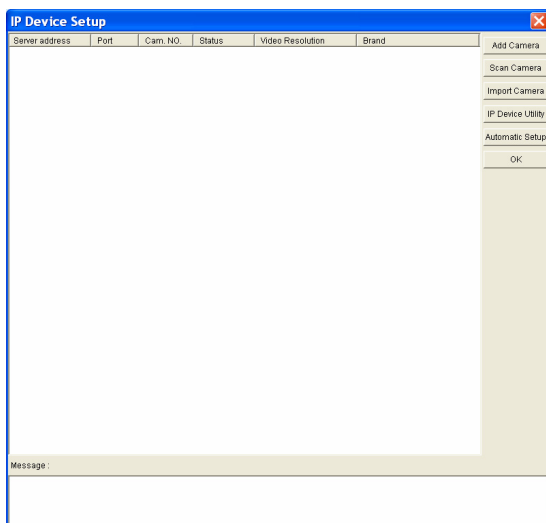 IP Device Setup
Server address Port Cam. NO. Status Video Resolution Brand
Add Camera
Scan Camera
Import Camera
IP Device Utility
Automatic Setup
OK
Message :